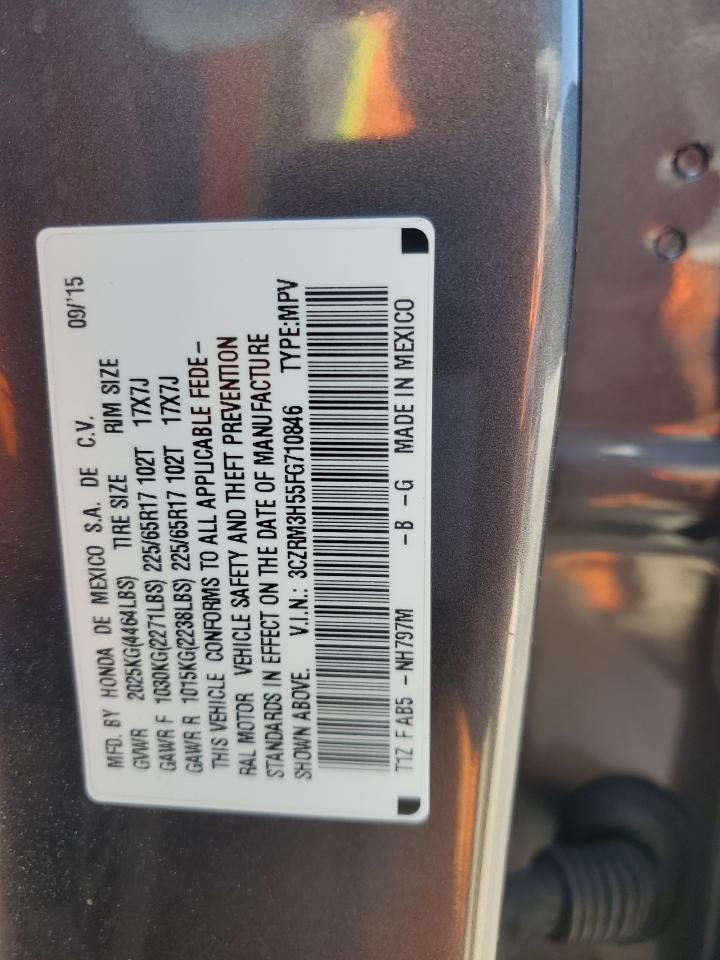 MFD. BY HONDA DE MEXICO S.A. DE C.V. 09/'15
GVWR 2025KG(4464LBS) TIRE SIZE RIM SIZE
GAWR F 1030KG(2271LBS) 225/65R17 102T 17X7J
GAWR R 1015KG(2238LBS) 225/65R17 102T 17X7J
THIS VEHICLE CONFORMS TO ALL APPLICABLE FEDE-
RAL MOTOR VEHICLE SAFETY AND THEFT PREVENTION
STANDARDS IN EFFECT ON THE DATE OF MANUFACTURE
SHOWN ABOVE. V.I.N.: 3CZRM3H55FG710846 TYPE:MPV
T1Z F AB5 -NH797M -B -G MADE IN MEXICO